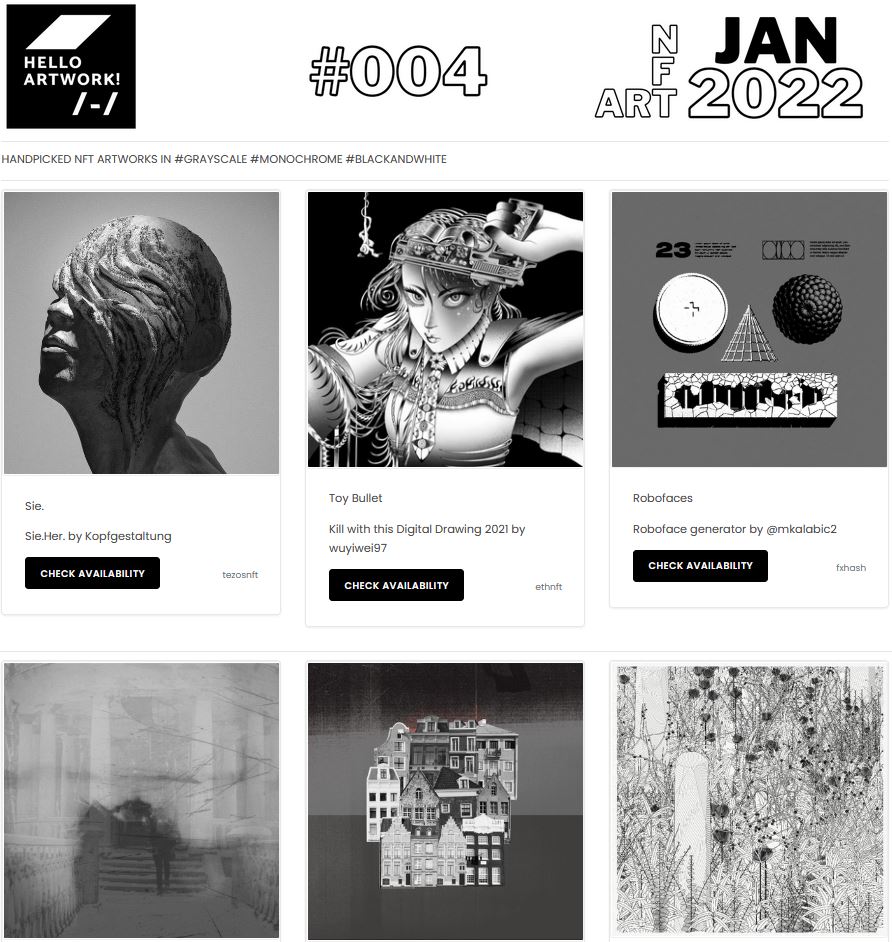 HELLO
ARTWORK!
/-/
#004
NFT
ART
JAN
2022
HANDPICKED NFT ARTWORKS IN #GRAYSCALE #MONOCHROME #BLACKANDWHITE
23
Sie.
Sie.Her. by Kopfgestaltung
CHECK AVAILABILITY
tezosnft
Toy Bullet
Kill with this Digital Drawing 2021 by
wuyiwei97
CHECK AVAILABILITY
ethnft
Robofaces
Roboface generator by @mkalabic2
CHECK AVAILABILITY
fxhash